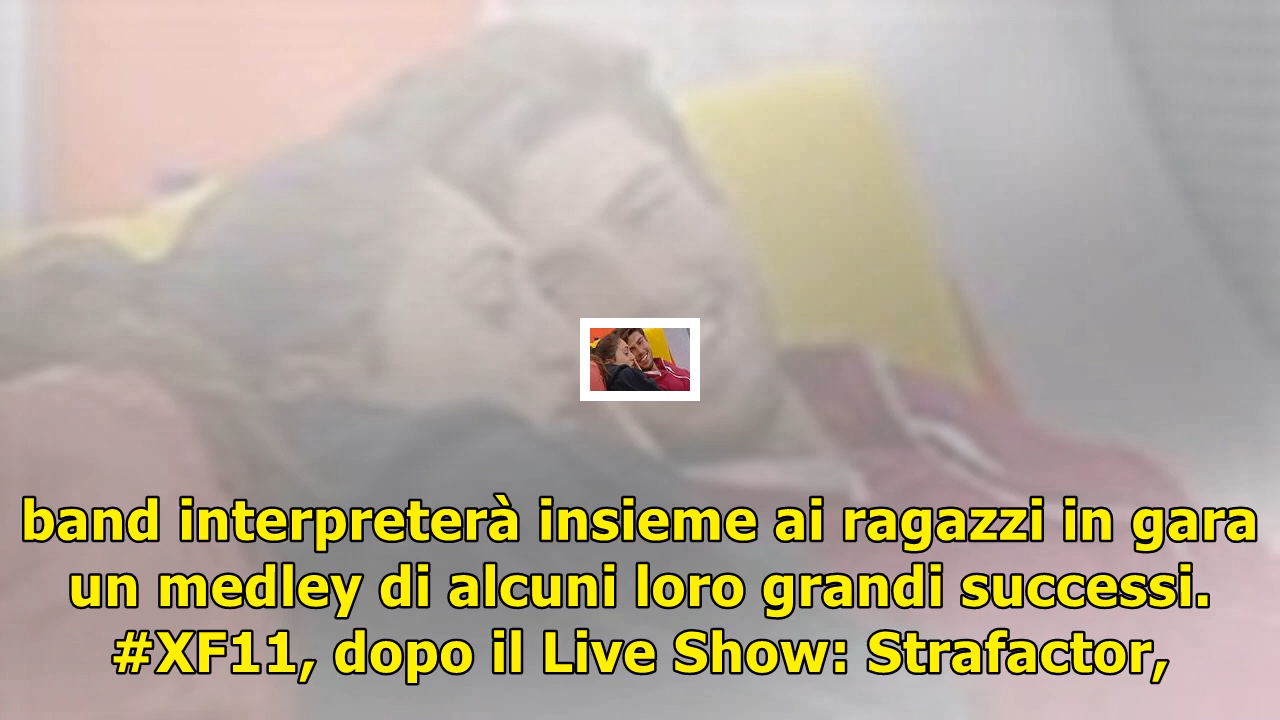 band interpreterà insieme ai ragazzi in gara
un medley di alcuni loro grandi successi.
#XF11, dopo il Live Show: Strafactor,